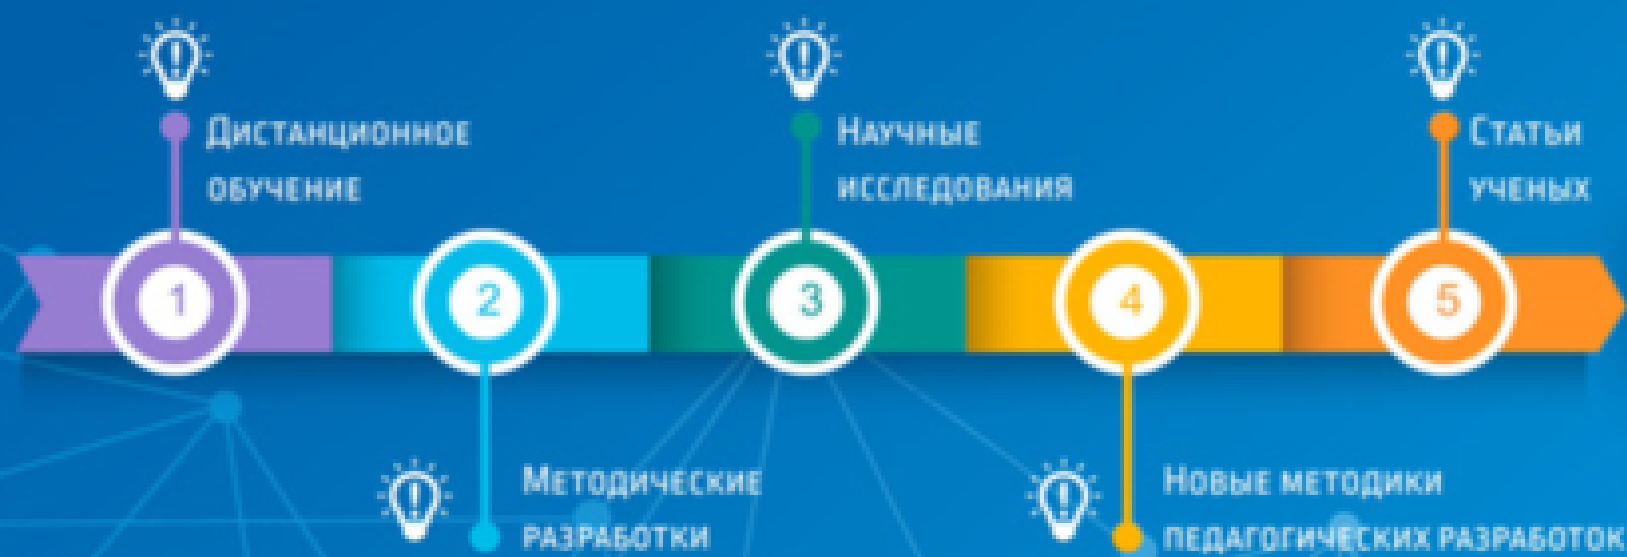 Дистанционное
обучение
Научные
исследования
Статьи
ученых
1
2
3
4
5
Методические
разработки
Новые методики
педагогических разработок